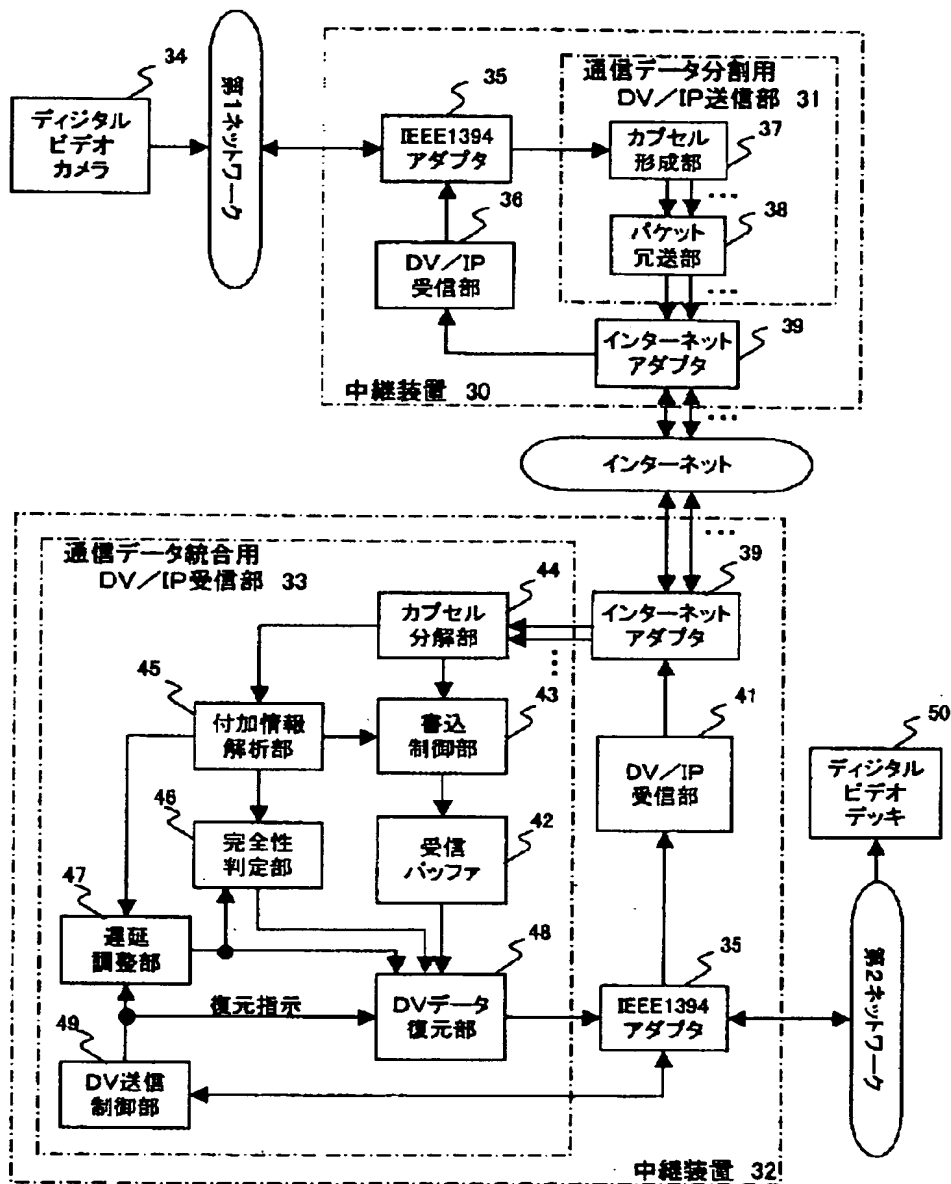 34
ディジタル
ビデオ
カメラ
第1ネットワーク
35
IEEE1394
アダプタ
36
DV/IP
受信部
通信データ分割用
DV/IP送信部 31
37
カプセル
形成部
38
パケット
冗送部
39
インターネット
アダプタ
中継装置 30
インターネット
通信データ統合用
DV/IP受信部 33
44
カプセル
分解部
39
インターネット
アダプタ
45
付加情報
解析部
43
書込
制御部
41
DV/IP
受信部
50
ディジタル
ビデオ
デッキ
46
完全性
判定部
42
受信
バッファ
47
遅延
調整部
48
DVデータ
復元部
35
IEEE1394
アダプタ
第2ネットワーク
復元指示
49
DV送信
制御部
中継装置 32